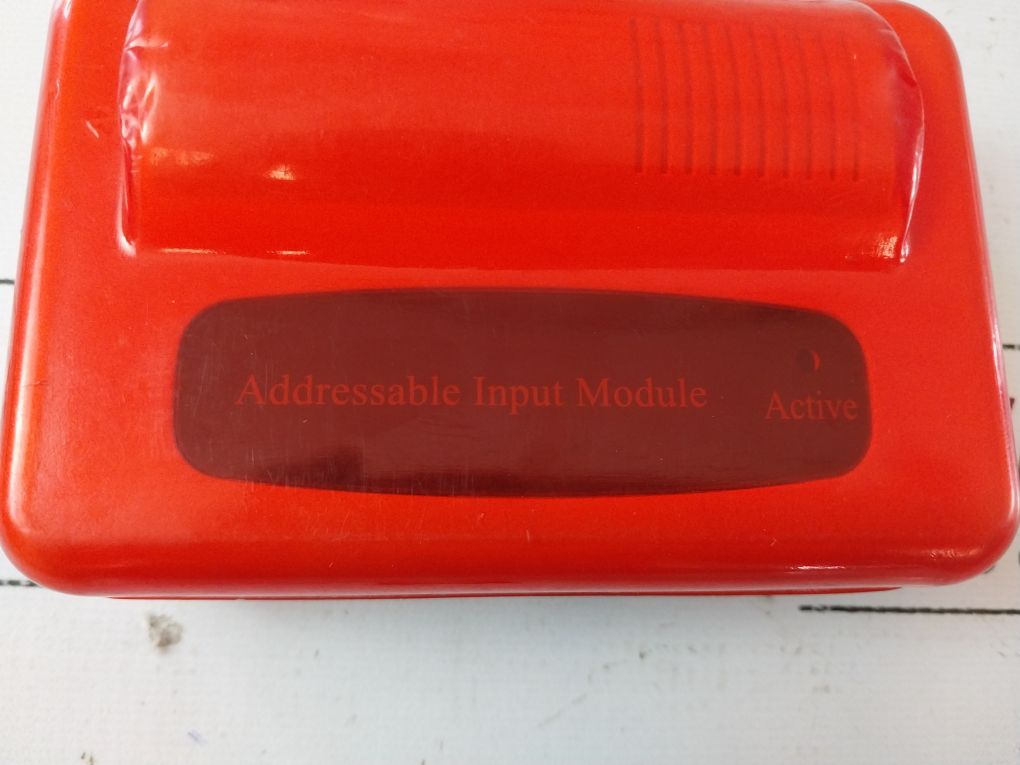 Addressable Input Module
Active